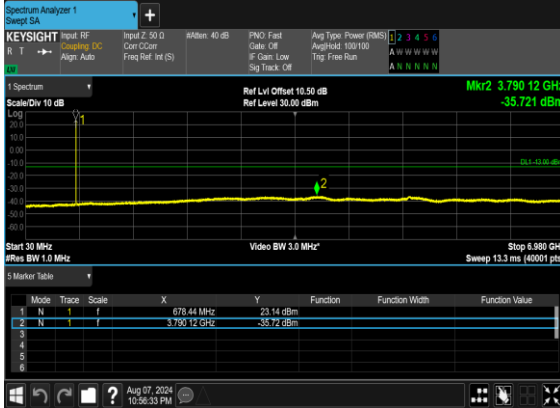 Spectrum Analyzer 1
Swept SA
+
KEYSIGHT Input: RF Input Z: 50 Ω #Atten: 40 dB PNO: Fast Avg Type: Power (RMS) 1 2 3 4 5 6
R T Coupling: DC Corr CCorr Gate: Off Avg|Hold: 100/100 A W W W W W
Align: Auto Freq Ref: Int (S) IF Gain: Low Trig: Free Run
Sig Track: Off A N N N N N
1 Spectrum Ref Lvl Offset 10.50 dB Mkr2 3.790 12 GHz
Scale/Div 10 dB Ref Level 30.00 dBm -35.721 dBm
Log
20.0
10.0
0.00
-10.0
DL1 -13.00 dBm
-20.0
-30.0
-40.0
-50.0
-60.0
1
2
Start 30 MHz Video BW 3.0 MHz* Stop 6.980 GHz
#Res BW 1.0 MHz Sweep 13.3 ms (40001 pts)
5 Marker Table
Mode Trace Scale X Y Function Function Width Function Value
1 N 1 f 678.44 MHz 23.14 dBm
2 N 1 f 3.790 12 GHz -35.72 dBm
3
4
5
6
? Aug 07, 2024
10:56:33 PM